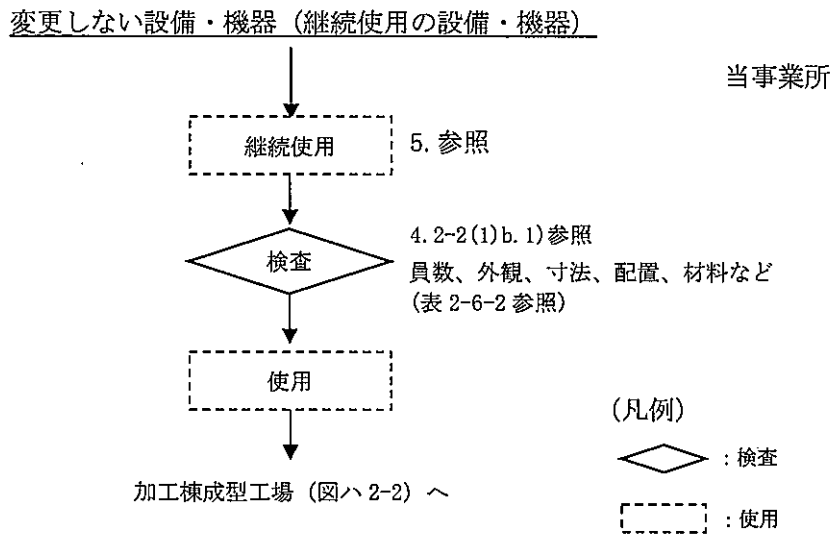 変更しない設備・機器(継続使用の設備・機器)
当事業所
継続使用
5. 参照
検査
4. 2-2(1)b. 1)参照
員数、外観、寸法、配置、材料など
(表 2-6-2 参照)
使用
加工棟成型工場(図ハ 2-2)へ
(凡例)
:検査
:使用